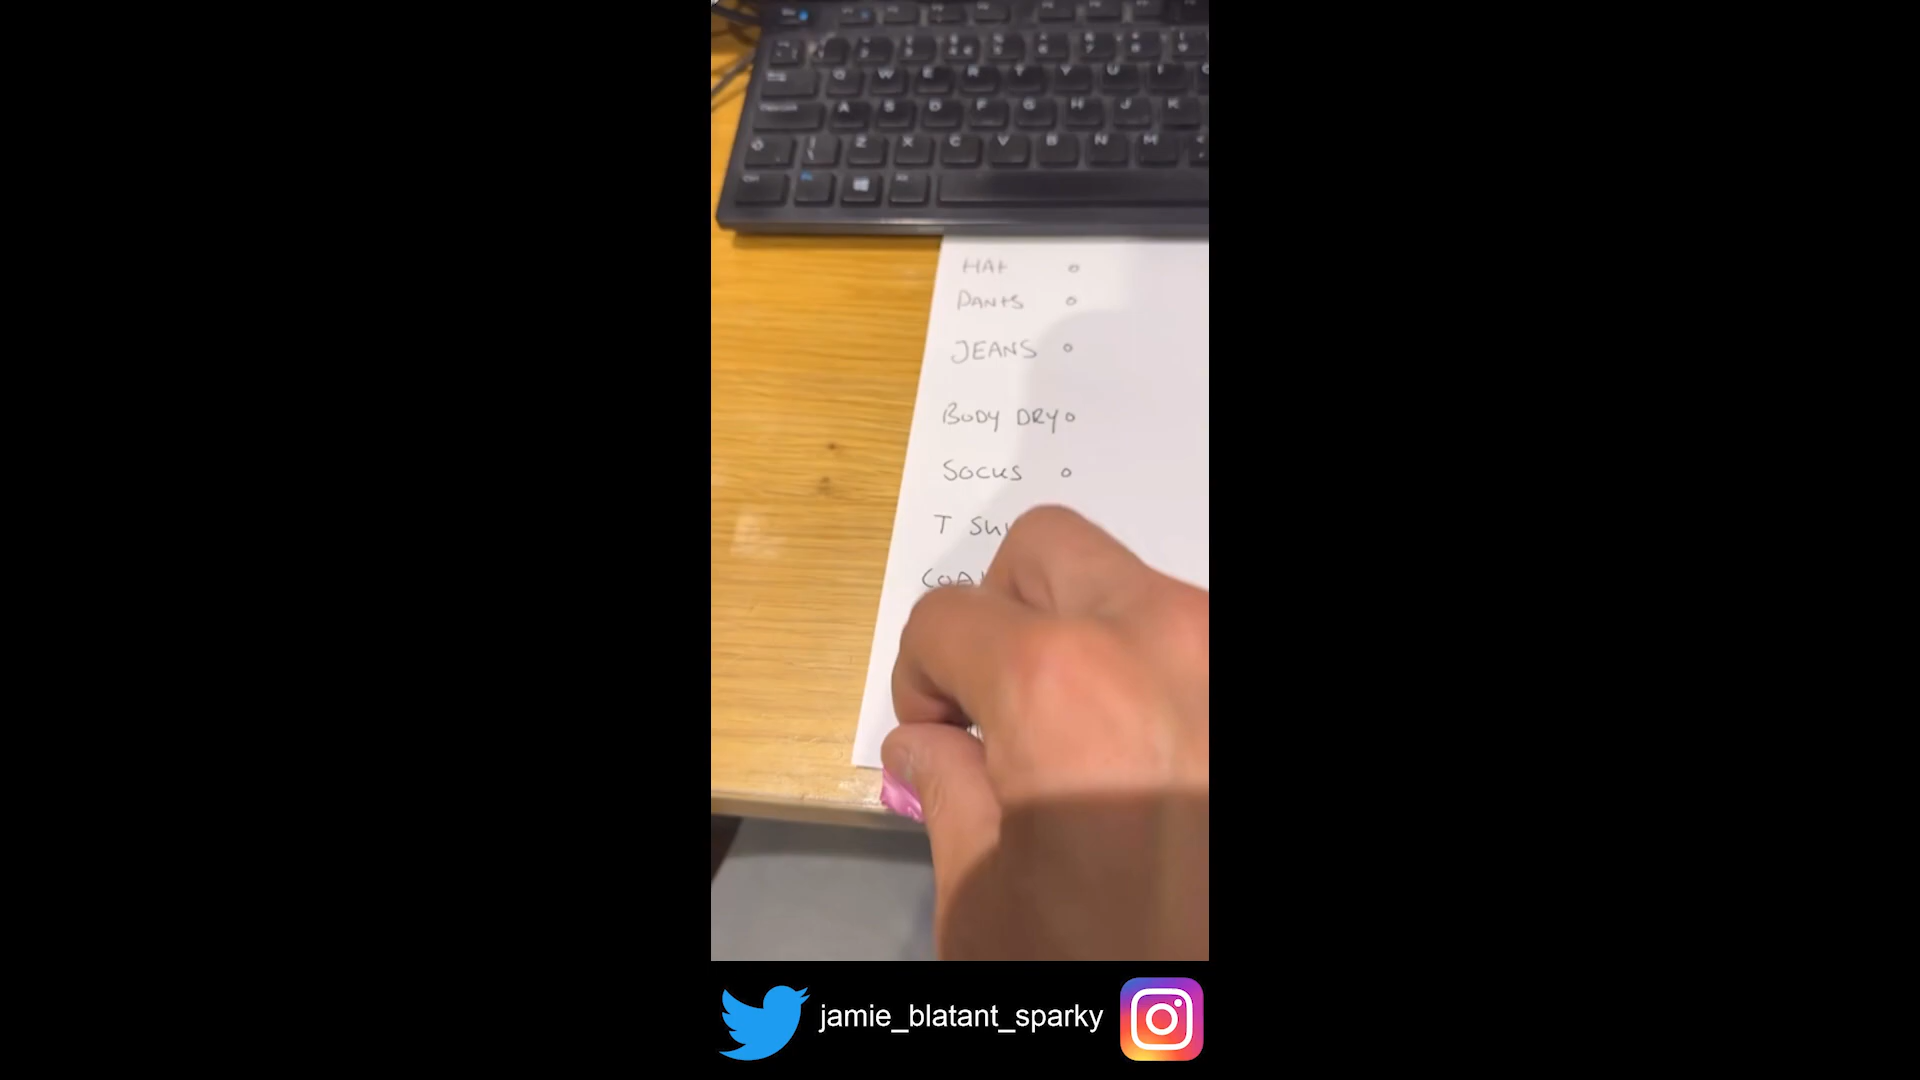 Q W E R T Y U I
A S D F G H J K
Z X C V B N M
HAt
PANtS
JEANS
BODY DRY
SOCKS
T
jamie_blatant_sparky